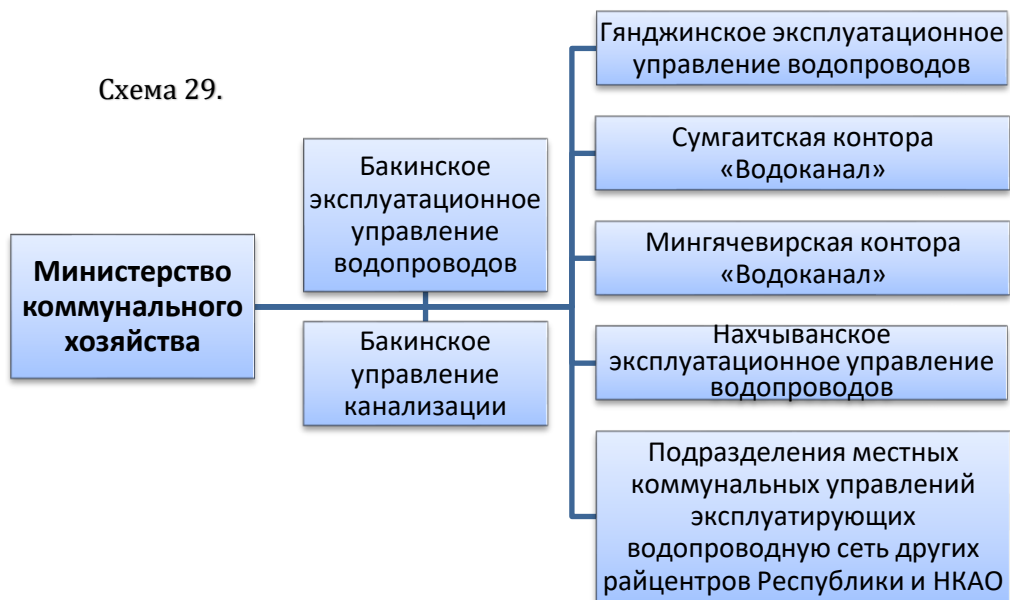 Схема 29.
Министерство
коммунального
хозяйства
Бакинское
эксплуатационное
управление
водопроводов
Бакинское
управление
канализации
Гянджинское эксплуатационное
управление водопроводов
Сумгаитская контора
«Водоканал»
Мингячевирская контора
«Водоканал»
Нахчыванское
эксплуатационное управление
водопроводов
Подразделения местных
коммунальных управлений
эксплуатирующих
водопроводную сеть других
райцентров Республики и НКАО